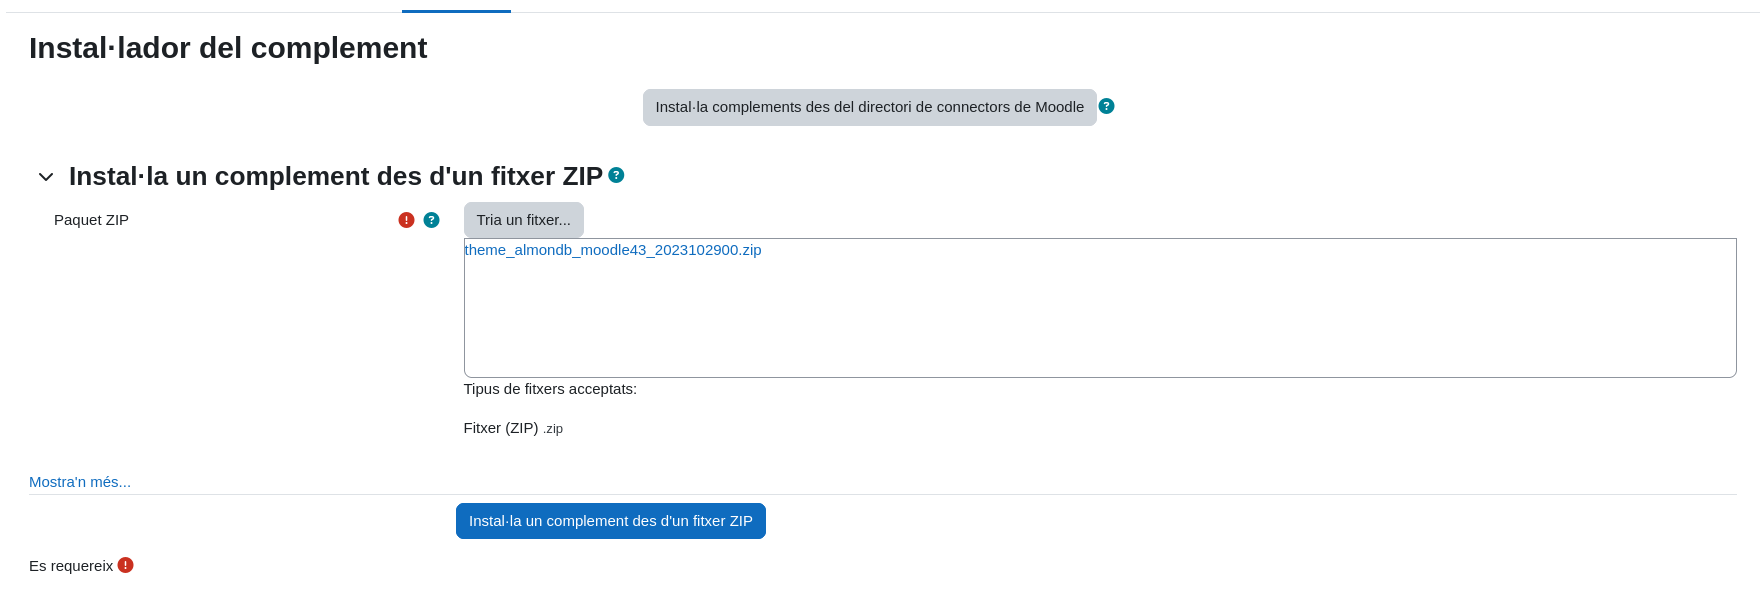 Instal·lador del complement
Instal·la complements des del directori de connectors de Moodle
Instal·la un complement des d'un fitxer ZIP
Paquet ZIP
Tria un fitxer...
theme_almondb_moodle43_2023102900.zip
Tipus de fitxers acceptats:
Fitxer (ZIP) .zip
Mostra'n més...
Instal·la un complement des d'un fitxer ZIP
Es requereix